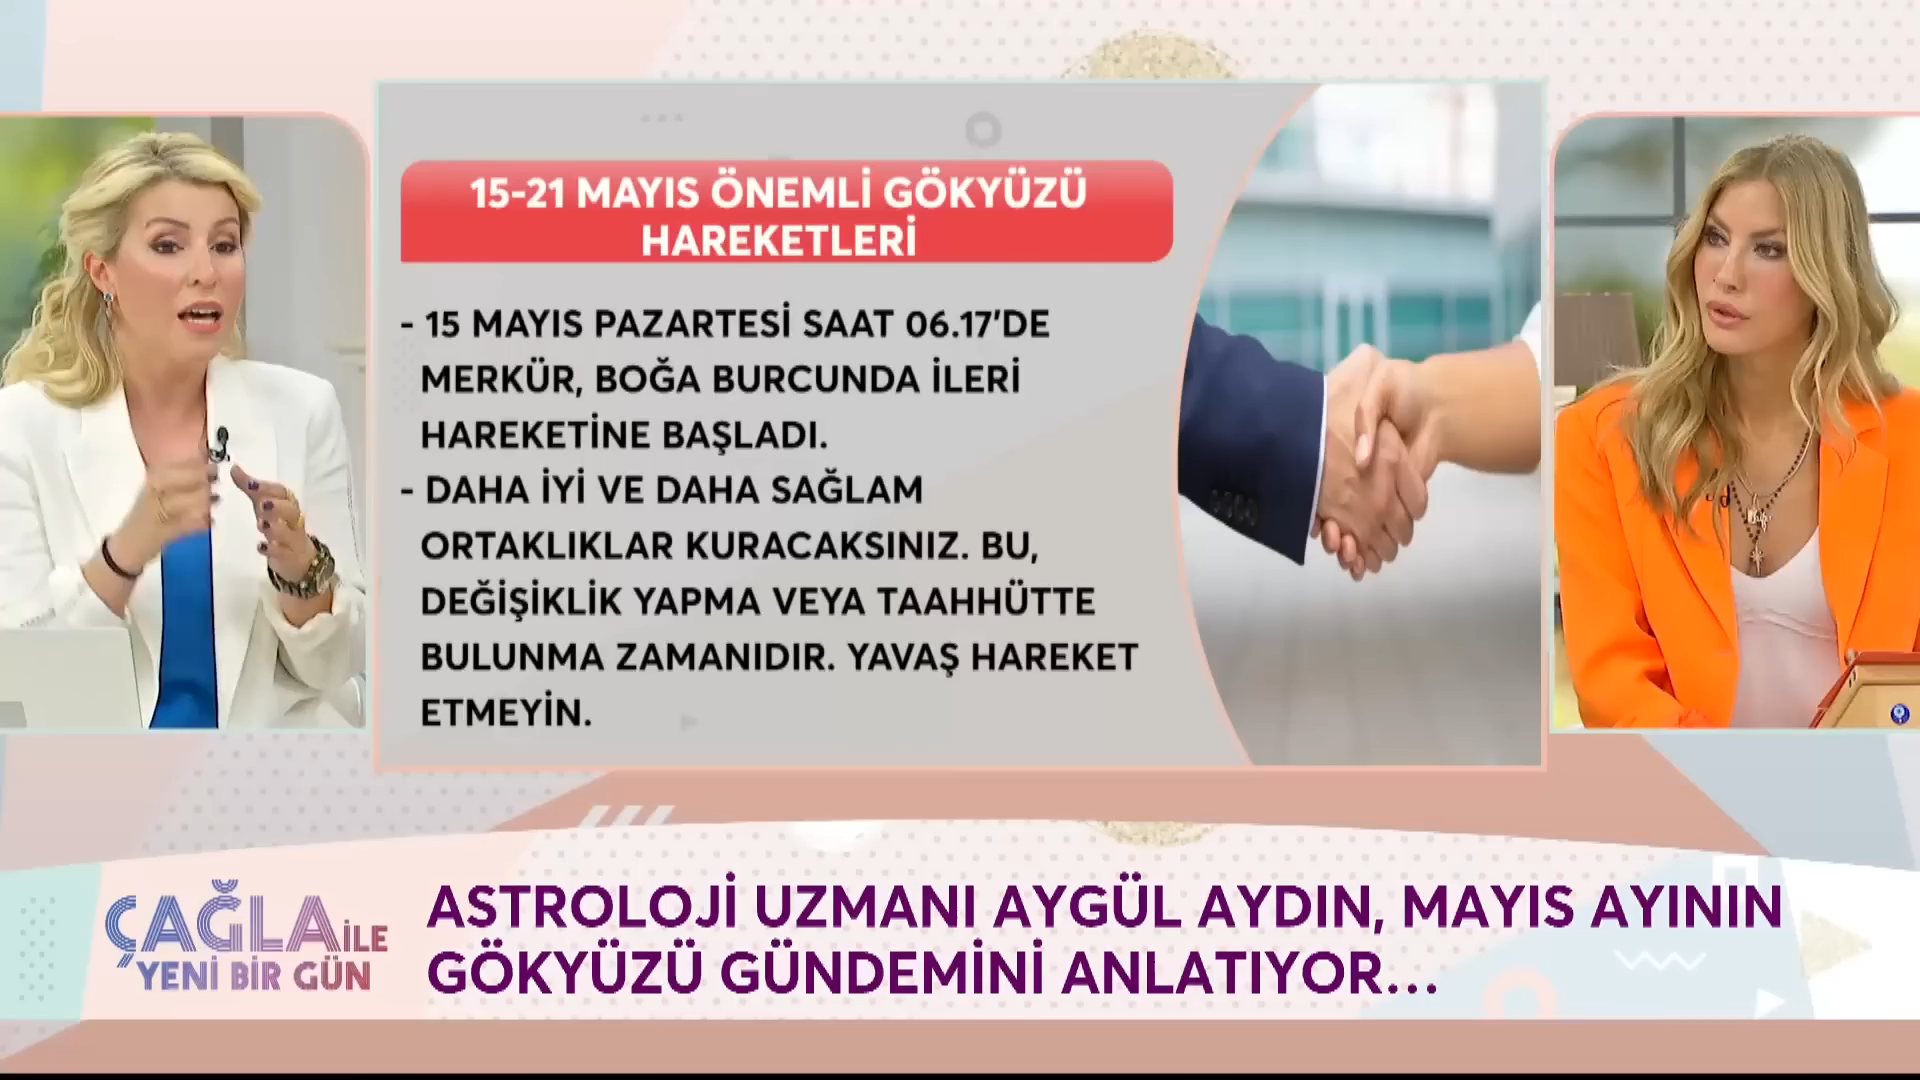 15-21 MAYIS ÖNEMLİ GÖKYÜZÜ
HAREKETLERİ
- 15 MAYIS PAZARTESİ SAAT 06.17'DE
MERKÜR, BOĞA BURCUNDA İLERİ
HAREKETİNE BAŞLADI.
- DAHA İYİ VE DAHA SAĞLAM
ORTAKLIKLAR KURACAKSINIZ. BU,
DEĞİŞİKLİK YAPMA VEYA TAAHHÜTTE
BULUNMA ZAMANIDIR. YAVAŞ HAREKET
ETMEYİN.
ÇAĞLA İLE
YENİ BİR GÜN
ASTROLOJİ UZMANI AYGÜL AYDIN, MAYIS AYININ
GÖKYÜZÜ GÜNDEMİNİ ANLATIYOR...